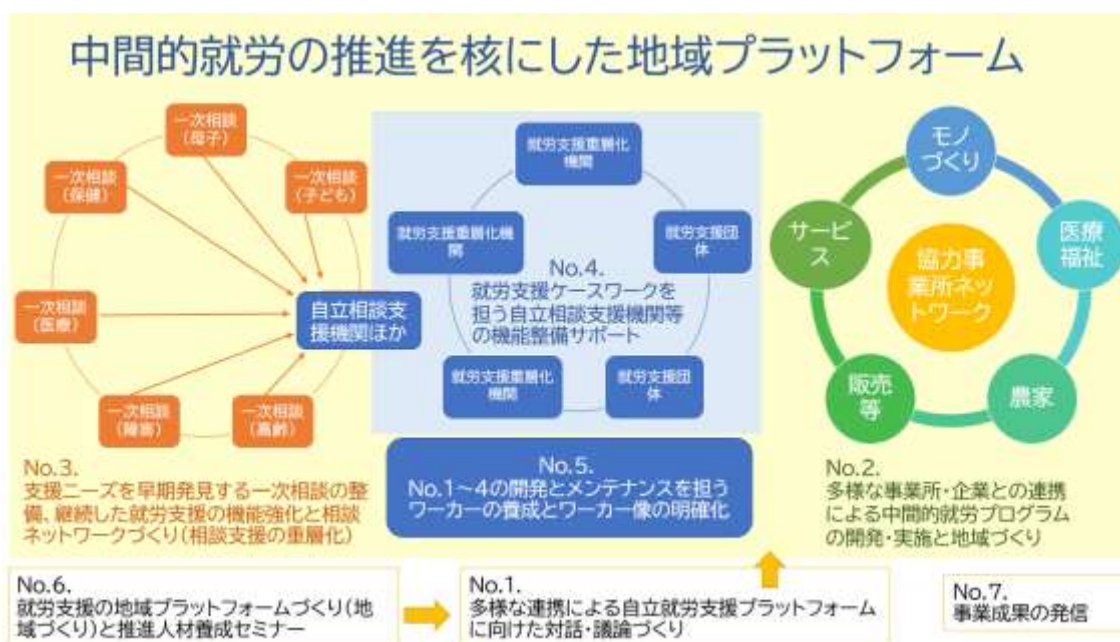 中間的就労の推進を核にした地域プラットフォーム
一次相談
(母子)
一次相談
(保健)
一次相談
(子ども)
一次相談
(医療)
自立相談支
援機関ほか
一次相談
(障害)
一次相談
(高齢)
No.3.
支援ニーズを早期発見する一次相談の整
備、継続した就労支援の機能強化と相談
ネットワークづくり(相談支援の重層化)
就労支援重層化
機関
就労支援重層化機
関
就労支援団
体
No.4.
就労支援ケースワークを
担う自立相談支援機関等
の機能整備サポート
就労支援重層化
機関
就労支援団
体
No.5.
No.1~4の開発とメンテナンスを担う
ワーカーの養成とワーカー像の明確化
モノ
づくり
サービ
ス
医療
福祉
協力事
業所ネッ
トワーク
販売
等
農家
No.2.
多様な事業所・企業との連携
による中間的就労プログラム
の開発・実施と地域づくり
No.6.
就労支援の地域プラットフォームづくり(地
域づくり)と推進人材養成セミナー
No.1.
多様な連携による自立就労支援プラットフォーム
に向けた対話・議論づくり
No.7.
事業成果の発信